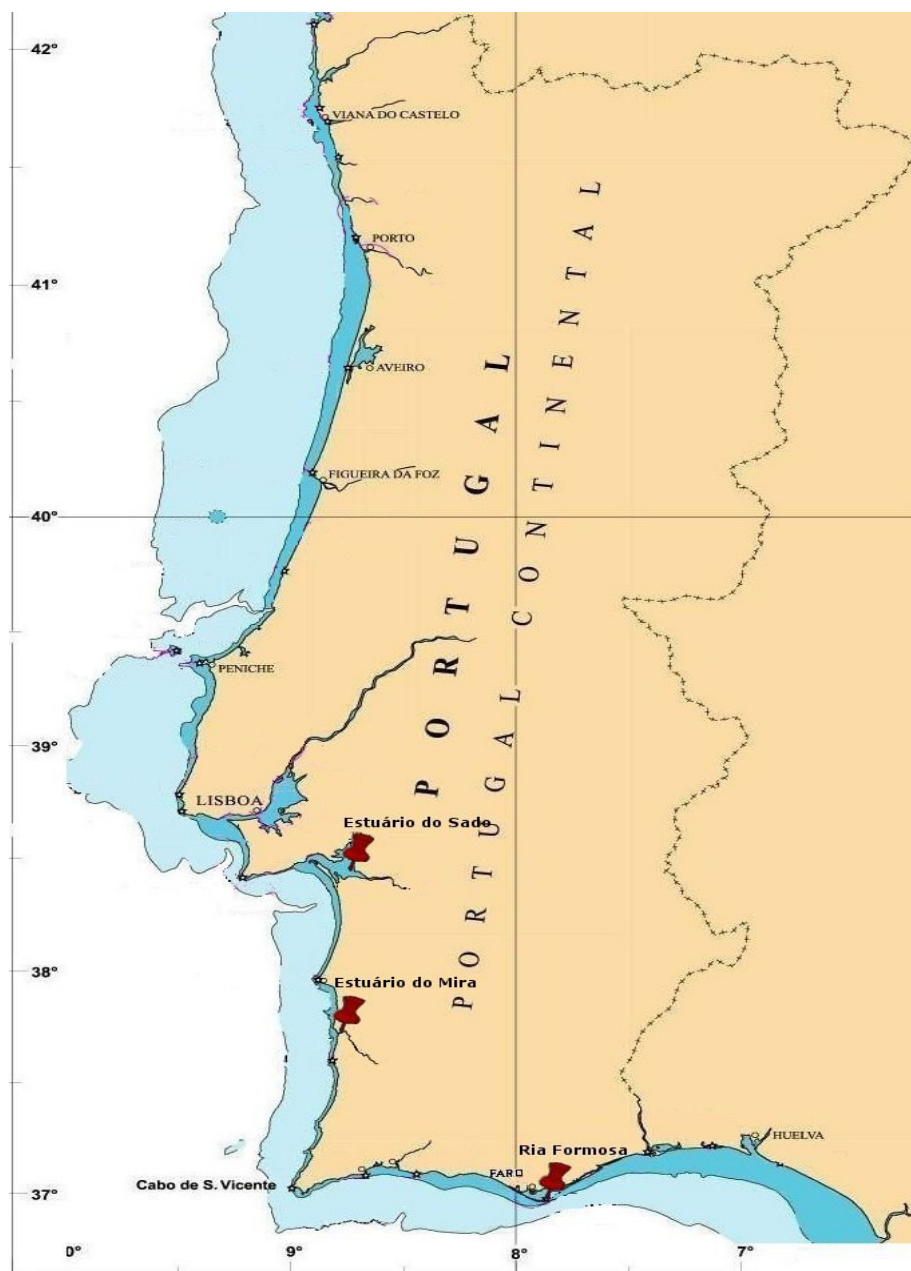 42°
VIANA DO CASTELO
PORTO
41°
AVEIRO
FIGUEIRA DA FOZ
40°
PORTUGAL
PORTUGAL CONTINENTAL
PENICHE
39°
LISBOA
Estuário do Sado
38°
Estuário do Mira
HUELVA
Ria Formosa
FARO
Cabo de S. Vicente
37°
0°
9°
8°
7°